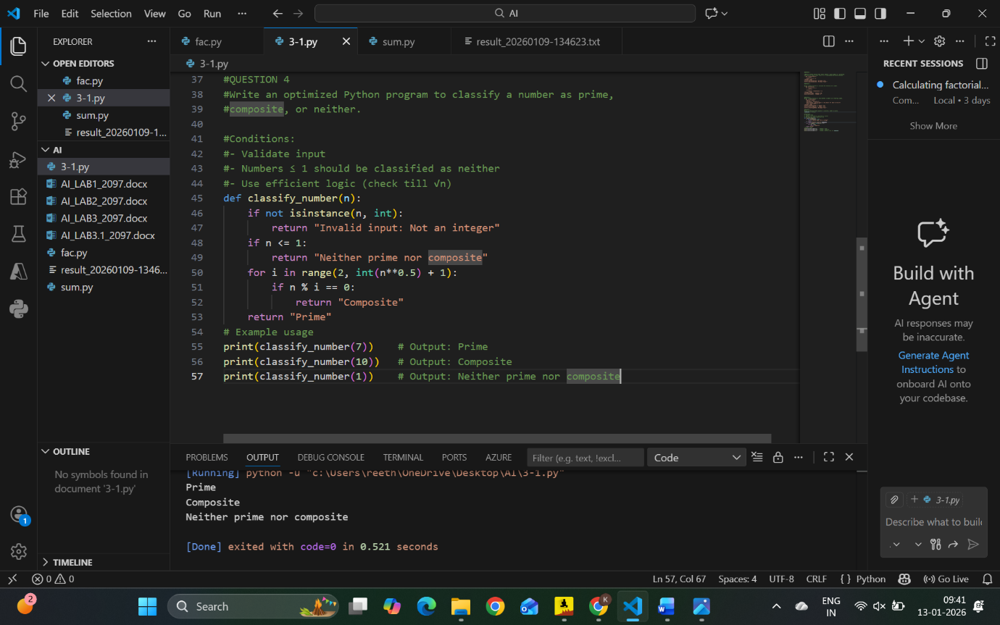 File Edit Selection View Go Run ··· AI
EXPLORER ···
OPEN EDITORS
fac.py
3-1.py
sum.py
result_20260109-1...
AI
3-1.py
AI_LAB1_2097.docx
AI_LAB2_2097.docx
AI_LAB3_2097.docx
AI_LAB3.1_2097.docx
fac.py
result_20260109-1346...
sum.py
OUTLINE
No symbols found in
document '3-1.py'
TIMELINE
fac.py 3-1.py sum.py result_20260109-134623.txt
3-1.py
37 #QUESTION 4
38 #Write an optimized Python program to classify a number as prime,
39 #composite, or neither.
40
41 #Conditions:
42 #- Validate input
43 #- Numbers ≤ 1 should be classified as neither
44 #- Use efficient logic (check till √n)
45 def classify_number(n):
46     if not isinstance(n, int):
47         return "Invalid input: Not an integer"
48     if n <= 1:
49         return "Neither prime nor composite"
50     for i in range(2, int(n**0.5) + 1):
51         if n % i == 0:
52             return "Composite"
53     return "Prime"
54 # Example usage
55 print(classify_number(7))    # Output: Prime
56 print(classify_number(10))   # Output: Composite
57 print(classify_number(1))    # Output: Neither prime nor composite
PROBLEMS OUTPUT DEBUG CONSOLE TERMINAL PORTS AZURE Filter (e.g. text, !excl... Code
[Running] python -u "c:\Users\reeth\OneDrive\Desktop\AI\3-1.py"
Prime
Composite
Neither prime nor composite
[Done] exited with code=0 in 0.521 seconds
RECENT SESSIONS
Calculating factorial...
Com... Local • 3 days
Show More
Build with
Agent
AI responses may
be inaccurate.
Generate Agent
Instructions to
onboard AI onto
your codebase.
3-1.py
Describe what to build
1
0 0 Ln 57, Col 67 Spaces: 4 UTF-8 CRLF { } Python Go Live
2 Search K ENG
IN
09:41
13-01-2026